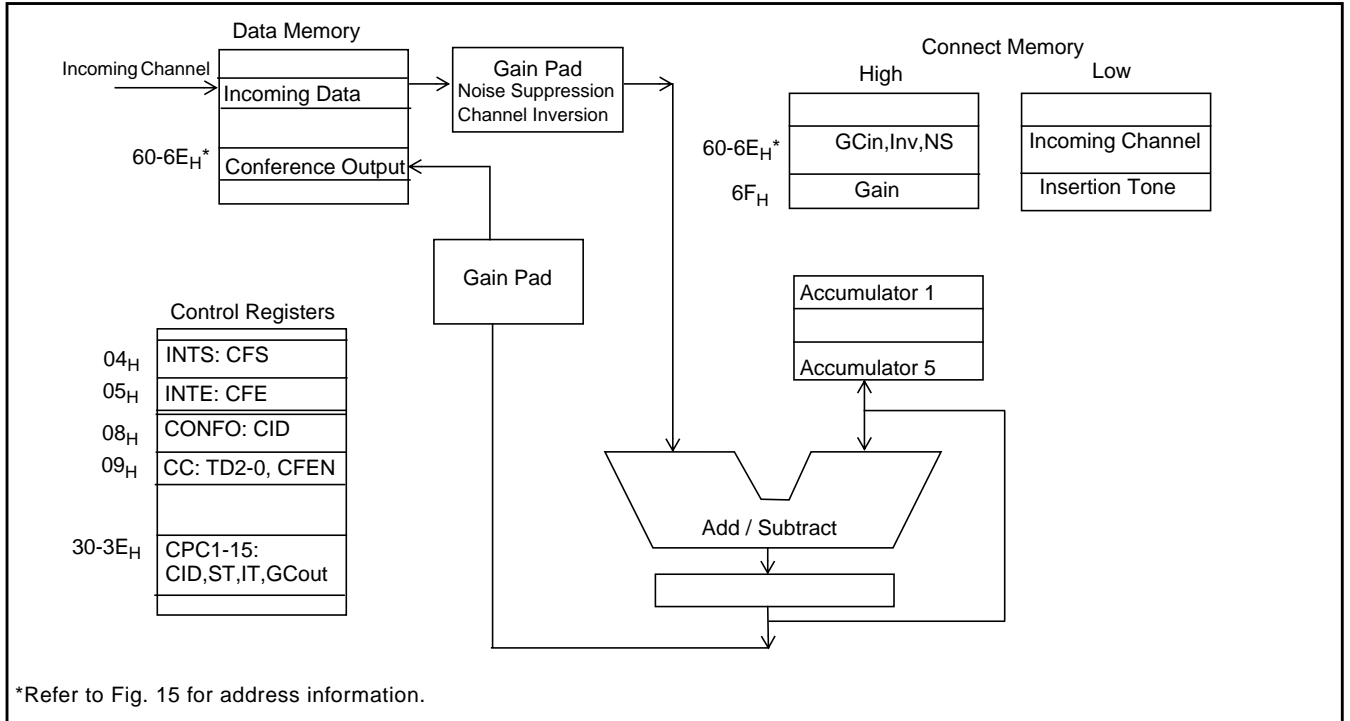 Data Memory
Incoming Channel
Incoming Data
60-6EH*
Conference Output
Gain Pad
Noise Suppression
Channel Inversion
Connect Memory
High
Low
60-6EH*
GCin,Inv,NS
Incoming Channel
6FH
Gain
Insertion Tone
Gain Pad
Accumulator 1
Accumulator 5
Control Registers
04H
INTS: CFS
05H
INTE: CFE
08H
CONFO: CID
09H
CC: TD2-0, CFEN
30-3EH
CPC1-15:
CID,ST,IT,GCout
Add / Subtract
*Refer to Fig. 15 for address information.